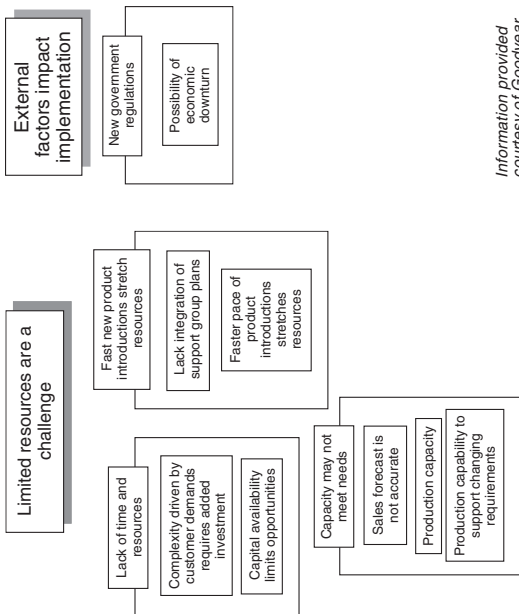 Limited resources are a
challenge
Lack of time and
resources
Complexity driven by
customer demands
requires added
investment
Capital availability
limits opportunities
Fast new product
introductions stretch
resources
Lack integration of
support group plans
Faster pace of
product
introductions
stretches
resources
Capacity may not
meet needs
Sales forecast is
not accurate
Production capacity
Production capability to
support changing
requirements
External
factors impact
implementation
New government
regulations
Possibility of
economic
downturn
Information provided
courtesy of Goodyear